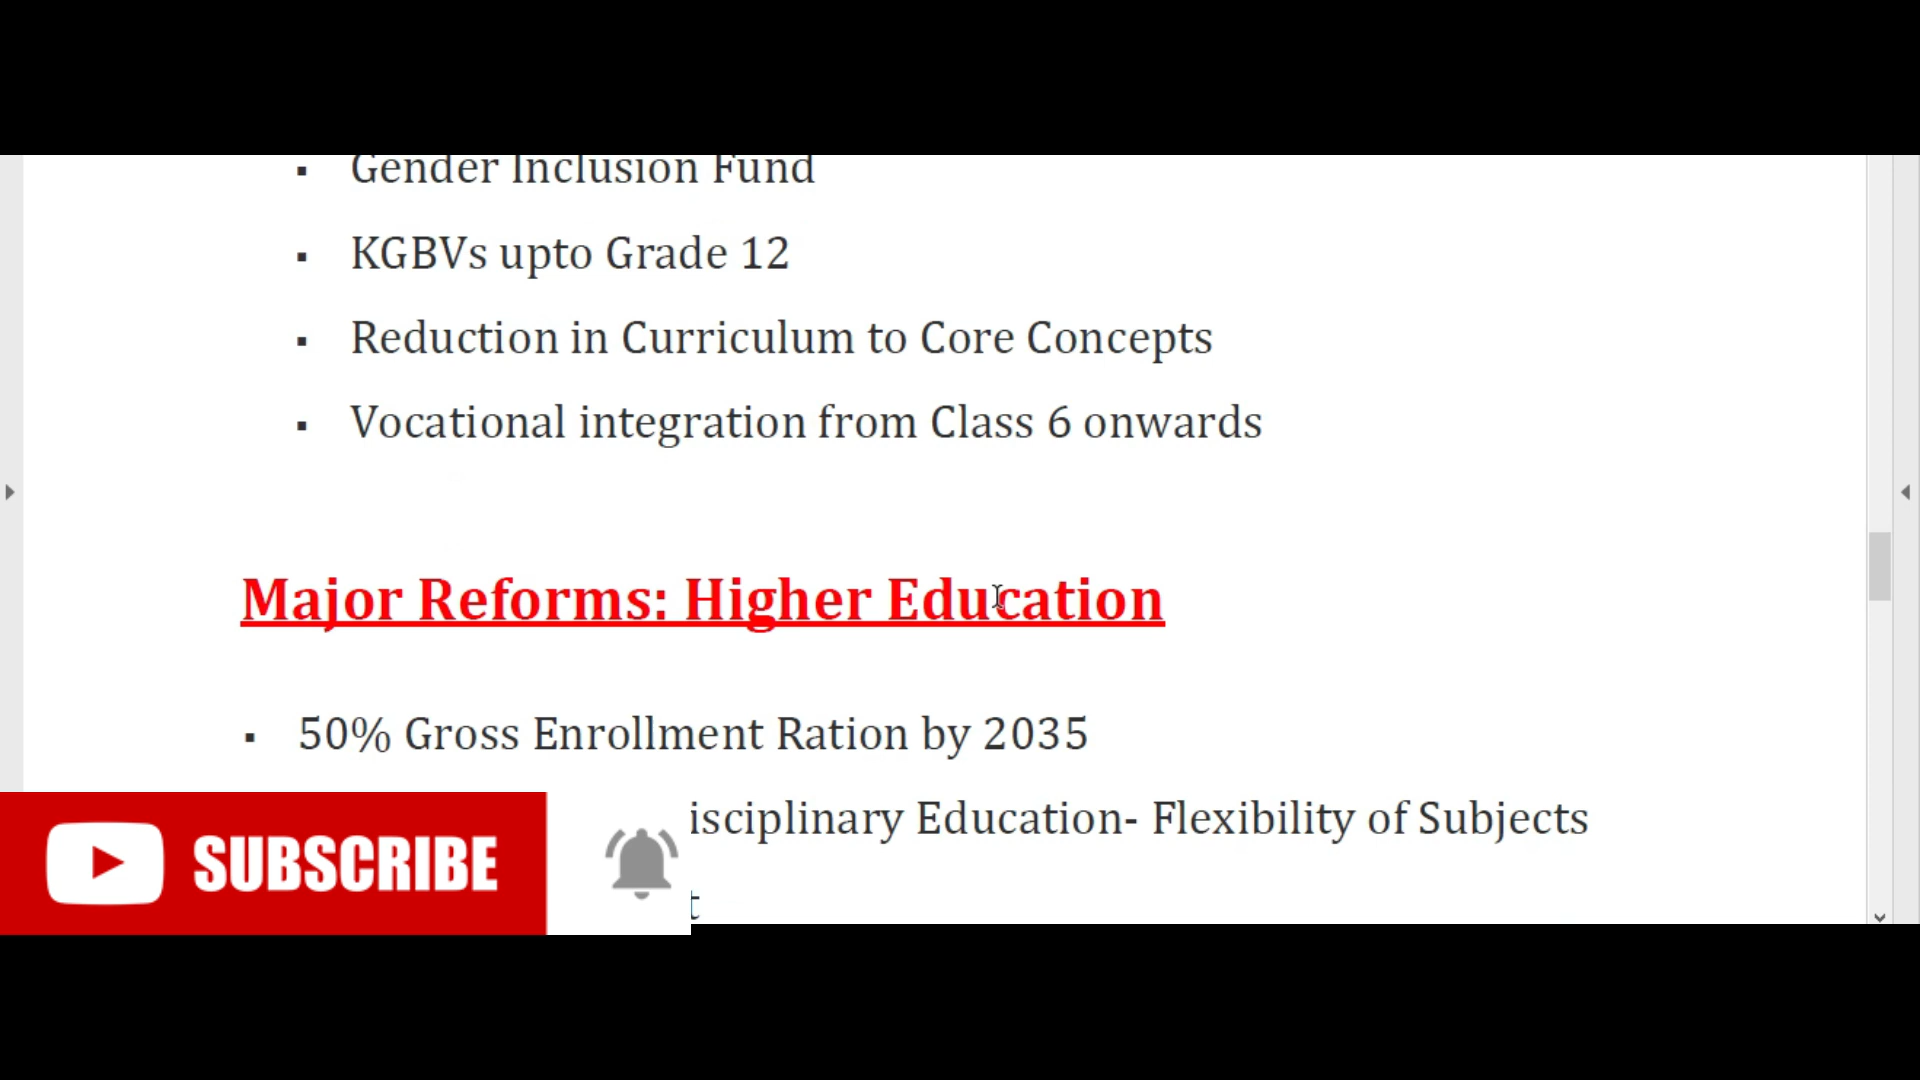 ▪ Gender Inclusion Fund
▪ KGBVs upto Grade 12
▪ Reduction in Curriculum to Core Concepts
▪ Vocational integration from Class 6 onwards
Major Reforms: Higher Education
▪ 50% Gross Enrollment Ration by 2035
isciplinary Education- Flexibility of Subjects
SUBSCRIBE